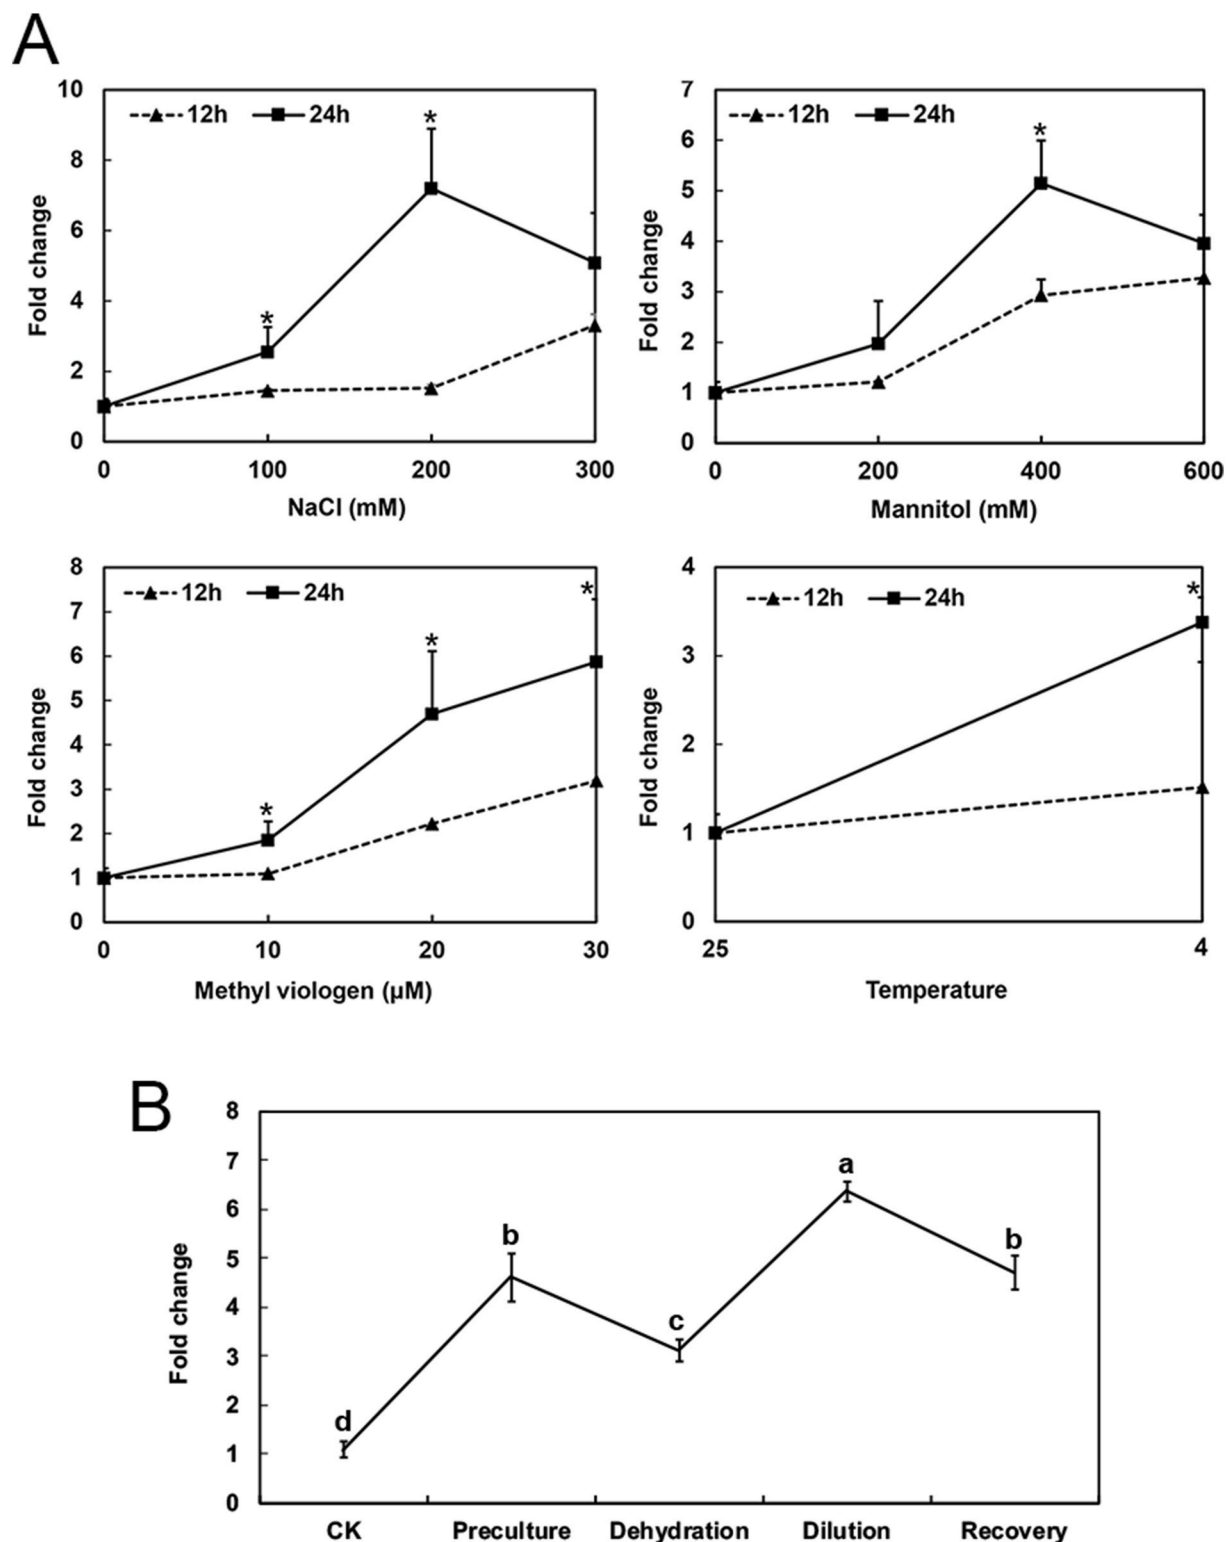 A
10
8
6
4
2
0
Fold change
12h 24h
*
*
0 100 200 300
NaCl (mM)
7
6
5
4
3
2
1
0
Fold change
12h 24h
*
0 200 400 600
Mannitol (mM)
8
7
6
5
4
3
2
1
0
Fold change
12h 24h
*
*
*
0 10 20 30
Methyl viologen (μM)
4
3
2
1
0
Fold change
12h 24h
*
25 4
Temperature
B
8
7
6
5
4
3
2
1
0
Fold change
d
b
c
a
b
CK Preculture Dehydration Dilution Recovery